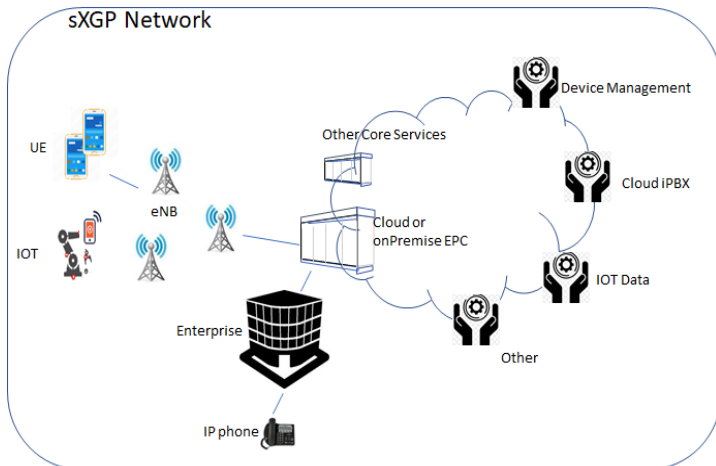 sXGP Network
Device Management
Other Core Services
UE
Cloud iPBX
eNB
Cloud or
onPremise EPC
IOT
IOT Data
Enterprise
Other
IP phone